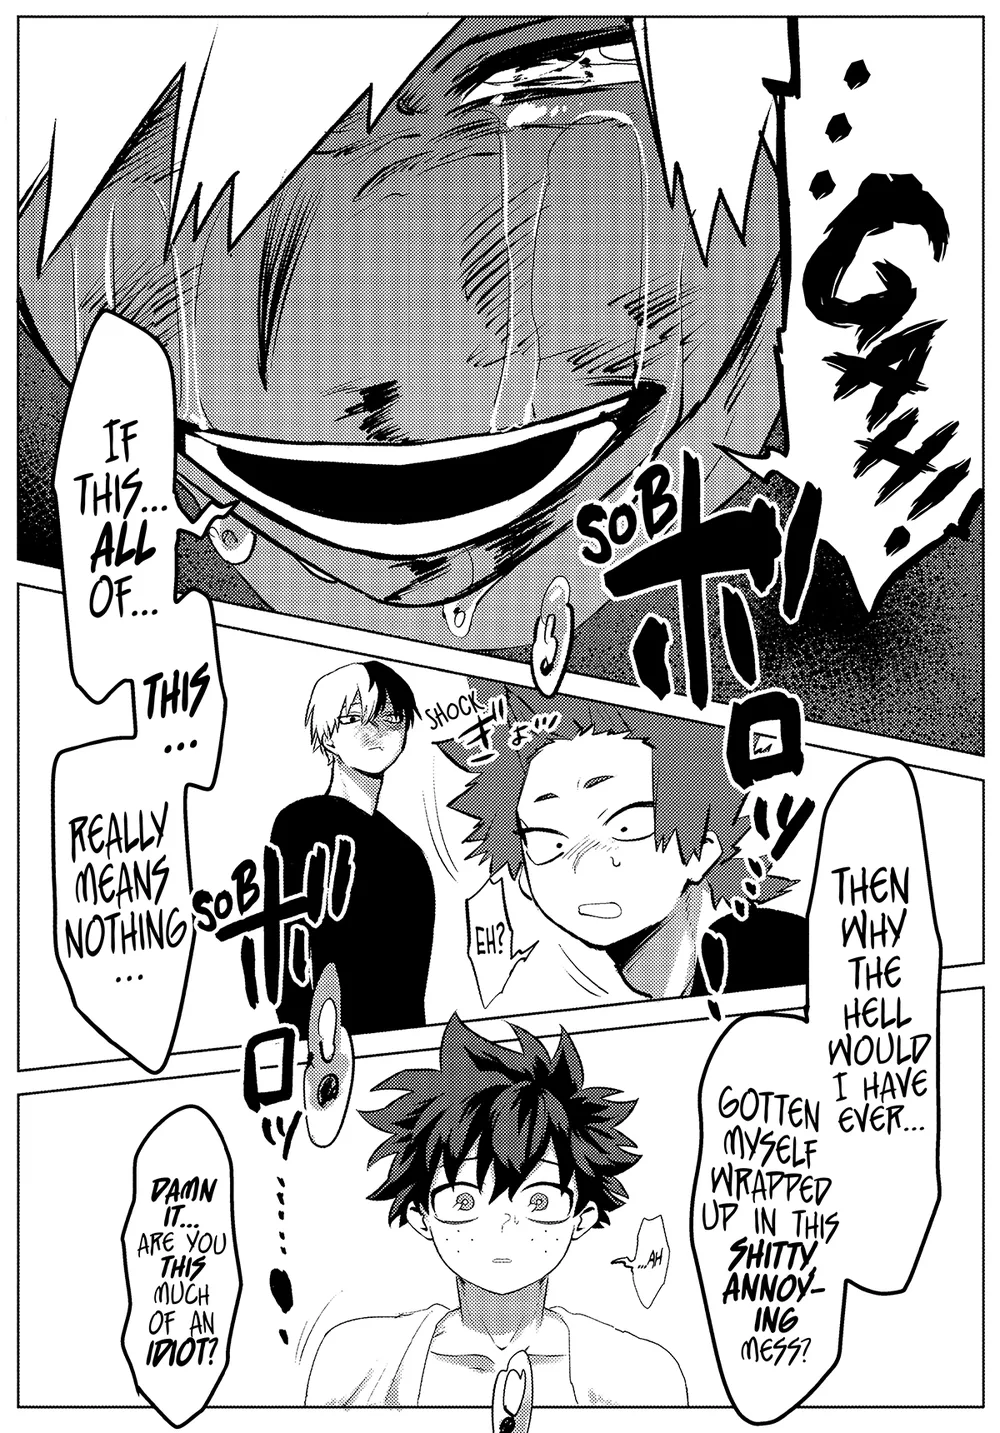 GAH!
SOB
ボロッ...
IF
THIS...
ALL
OF...
THIS
...
REALLY
MEANS
NOTHING
...
SHOCK
ぎょッ...
EH?
SOB
ボロッ...
THEN
WHY
THE
HELL
WOULD
I HAVE
EVER...
GOTTEN
MYSELF
WRAPPED
UP IN THIS
SHITTY,
ANNOY-
ING
MESS?
...AH
DAMN
IT...
ARE YOU
THIS
MUCH
OF AN
IDIOT?